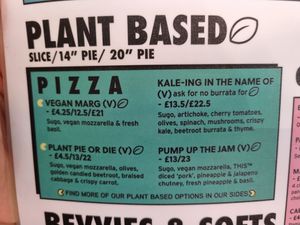 PLANT BASED
SLICE/14" PIE/ 20" PIE
PIZZA
VEGAN MARG (V)
- £4.25/12.5/£21
Sugo, vegan mozzarella & fresh
basil.
PLANT PIE OR DIE (V)
- £4.5/13/22
Sugo, vegan mozzarella, olives,
golden candied beetroot, braised
cabbage & crispy carrot.
KALE-ING IN THE NAME OF
(V) ask for no burrata for
- £13.5/£22.5
Sugo, artichoke, cherry tomatoes,
olives, spinach, mushrooms, crispy
kale, beetroot burrata & thyme.
PUMP UP THE JAM (V)
- £13/23
Sugo, vegan mozzarella, THIS™
diced 'pork', pineapple & jalapeno
chutney, fresh pineapple & basil.
FIND MORE OF OUR PLANT BASED OPTIONS IN OUR SIDES
BEVVIES & SOFTS